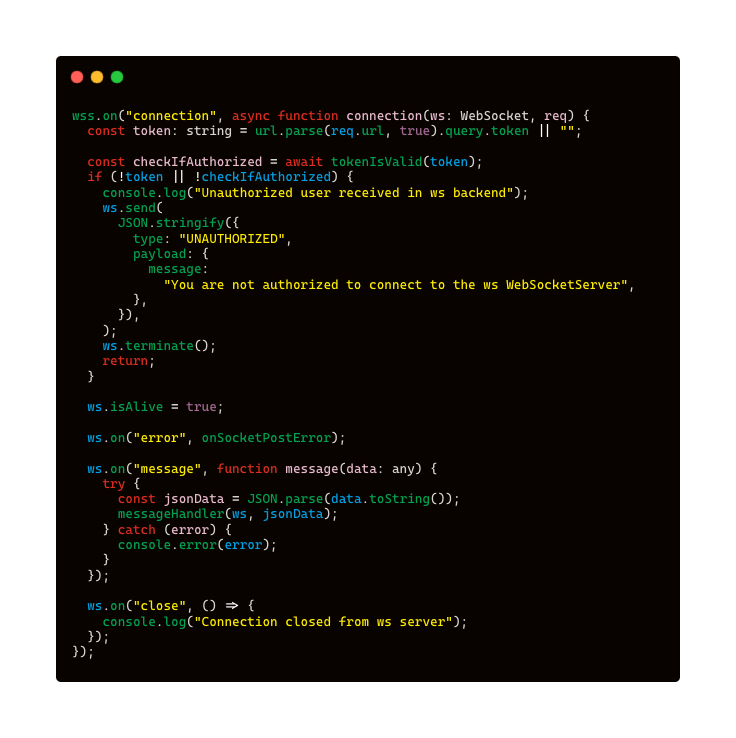 wss.on("connection", async function connection(ws: WebSocket, req) {
  const token: string = url.parse(req.url, true).query.token || "";

  const checkIfAuthorized = await tokenIsValid(token);
  if (!token || !checkIfAuthorized) {
    console.log("Unauthorized user received in ws backend");
    ws.send(
      JSON.stringify({
        type: "UNAUTHORIZED",
        payload: {
          message:
            "You are not authorized to connect to the ws WebSocketServer",
        },
      }),
    );
    ws.terminate();
    return;
  }

  ws.isAlive = true;

  ws.on("error", onSocketPostError);

  ws.on("message", function message(data: any) {
    try {
      const jsonData = JSON.parse(data.toString());
      messageHandler(ws, jsonData);
    } catch (error) {
      console.error(error);
    }
  });

  ws.on("close", () => {
    console.log("Connection closed from ws server");
  });
});